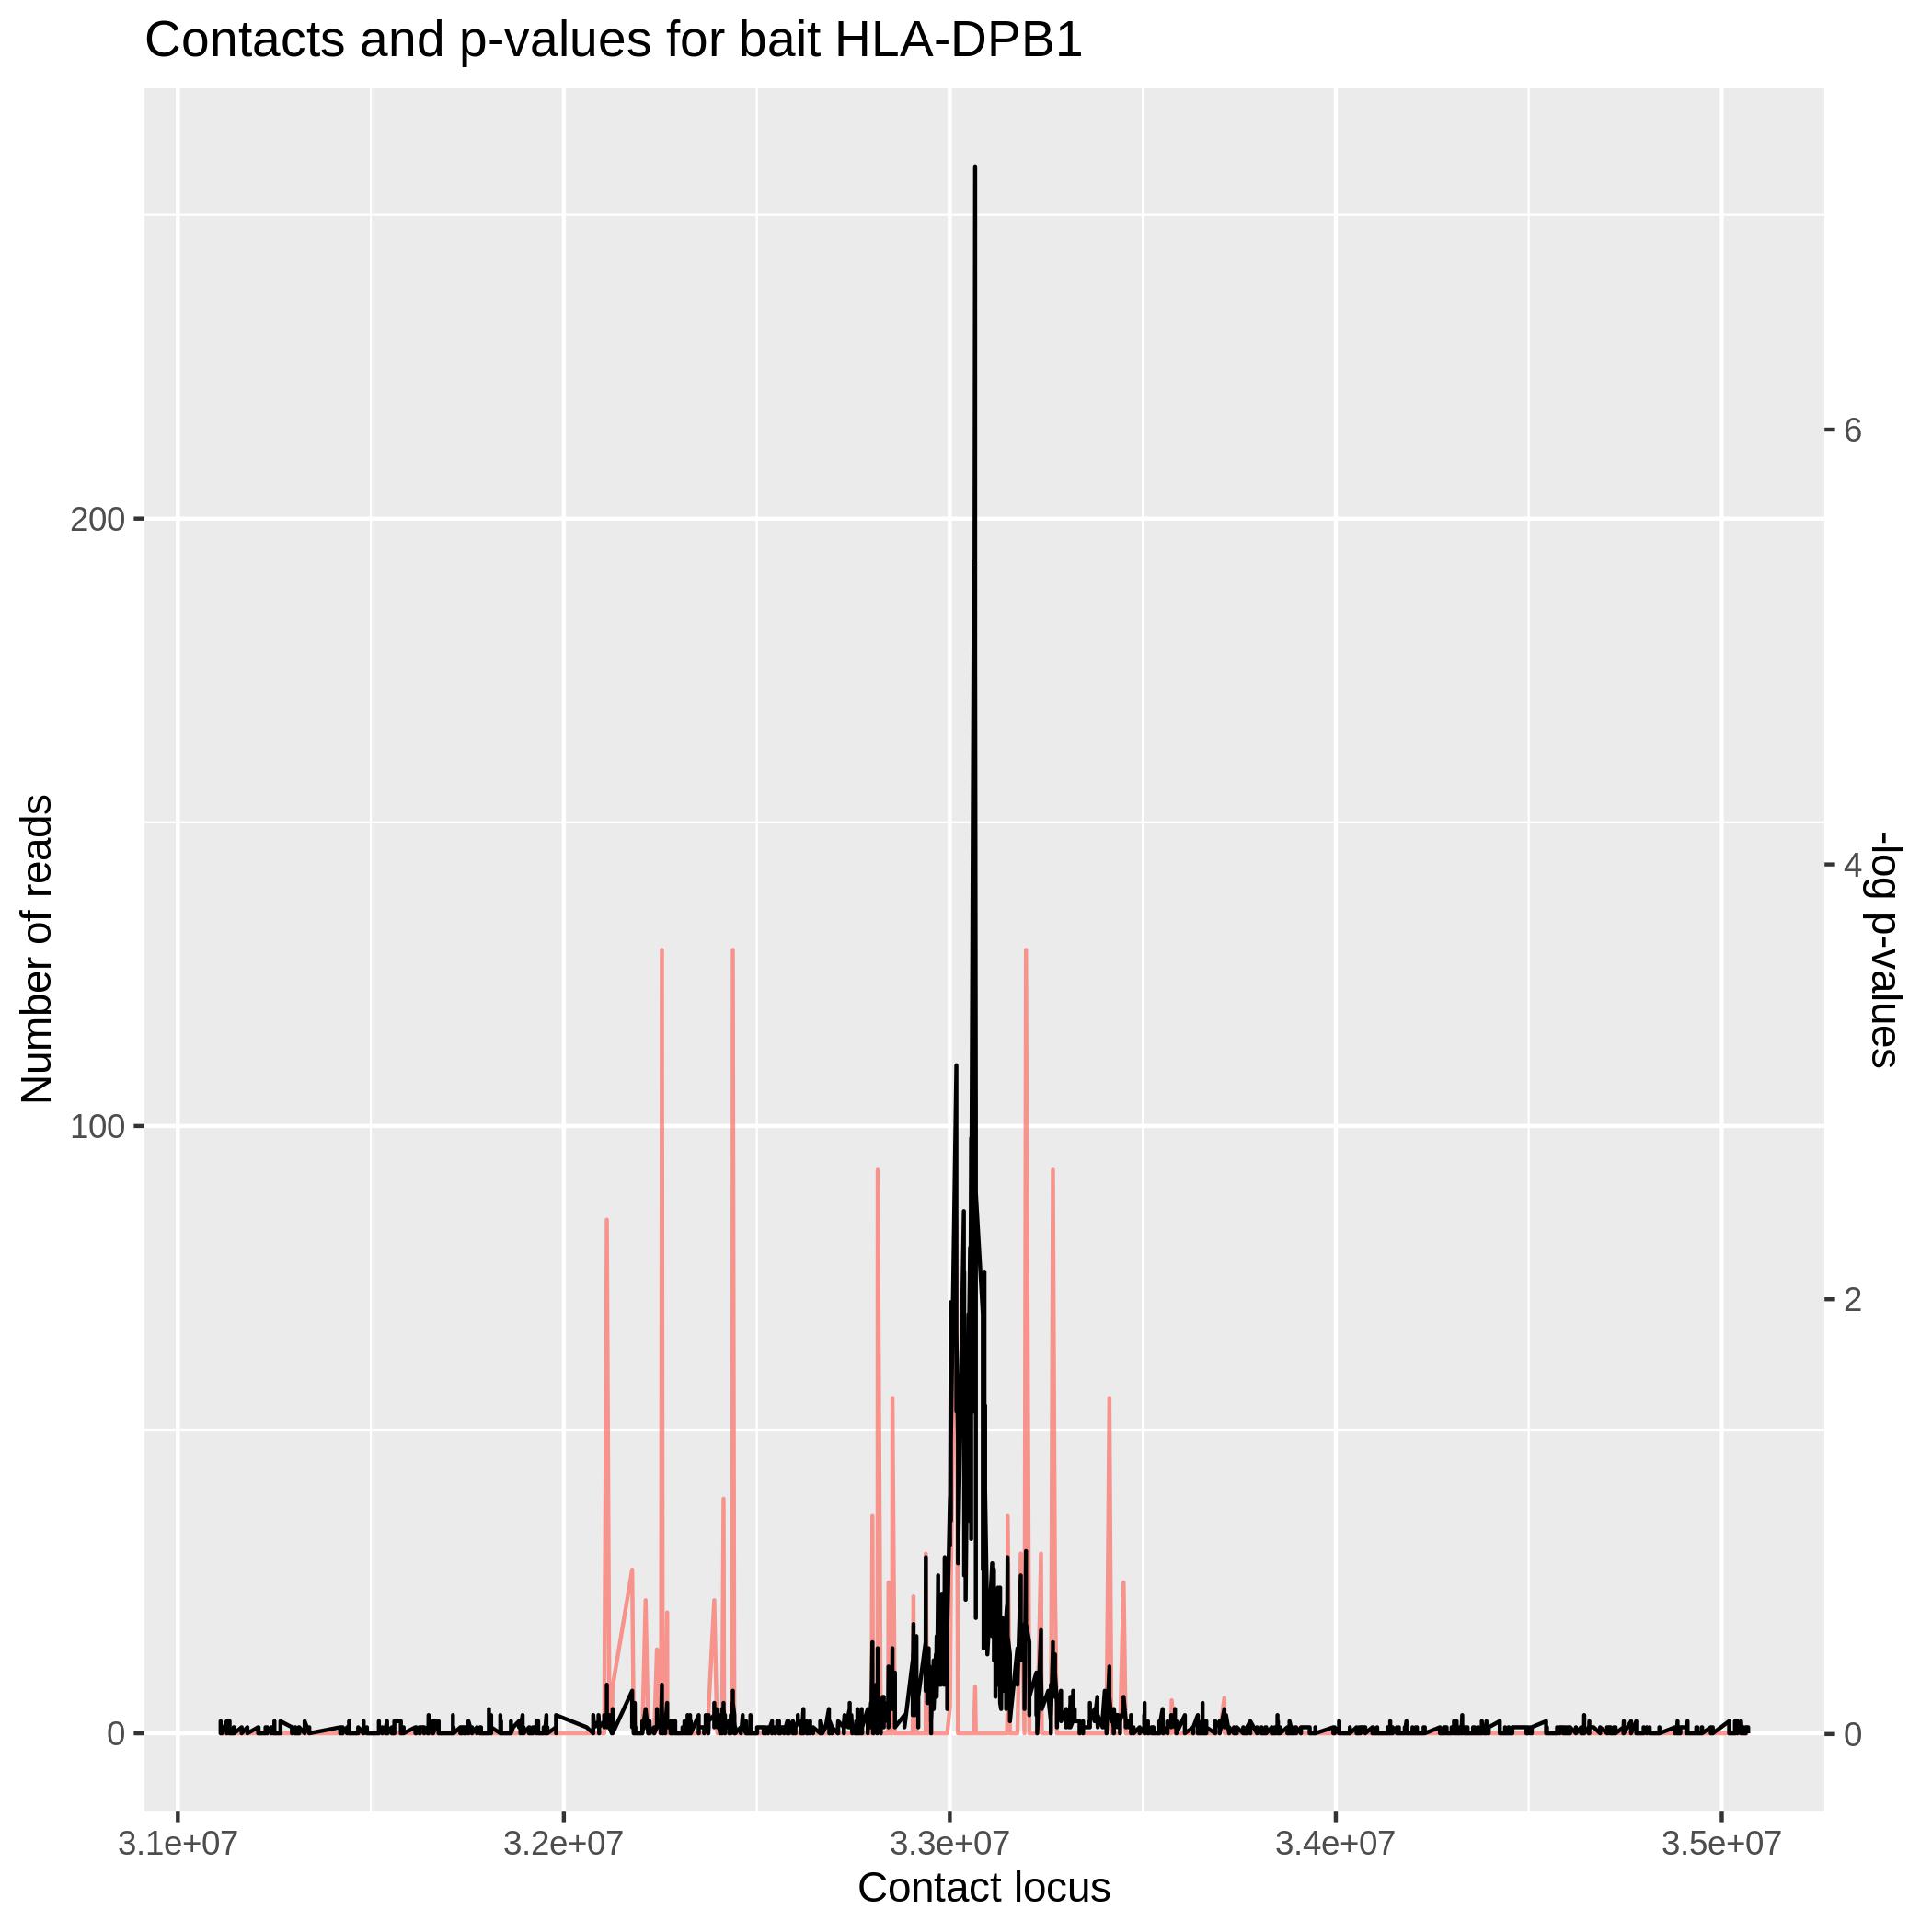 Contacts and p-values for bait HLA-DPB1
Number of reads
200
100
0
6
4
2
0
-log p-values
3.1e+07
3.2e+07
3.3e+07
3.4e+07
3.5e+07
Contact locus